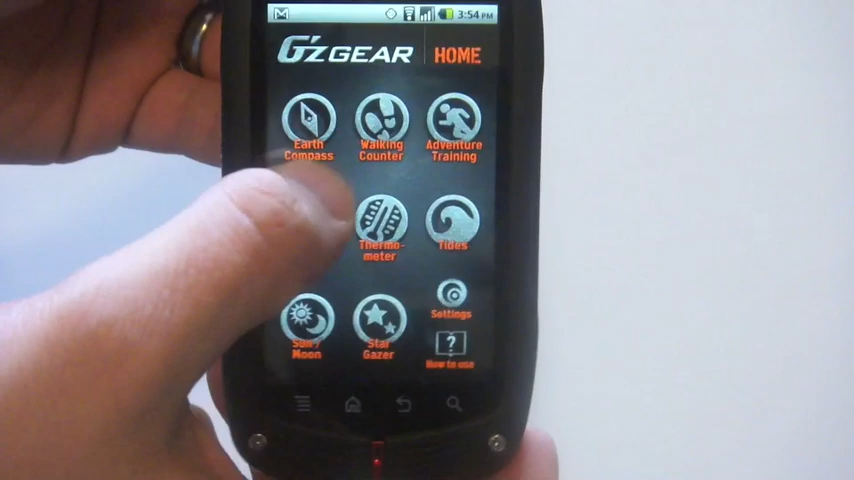 3:54 PM
G'zGEAR HOME
Earth Compass
Walking Counter
Adventure Training
Thermo-
meter
Tides
Settings
Sun/
Moon
Star
Gazer
How to use